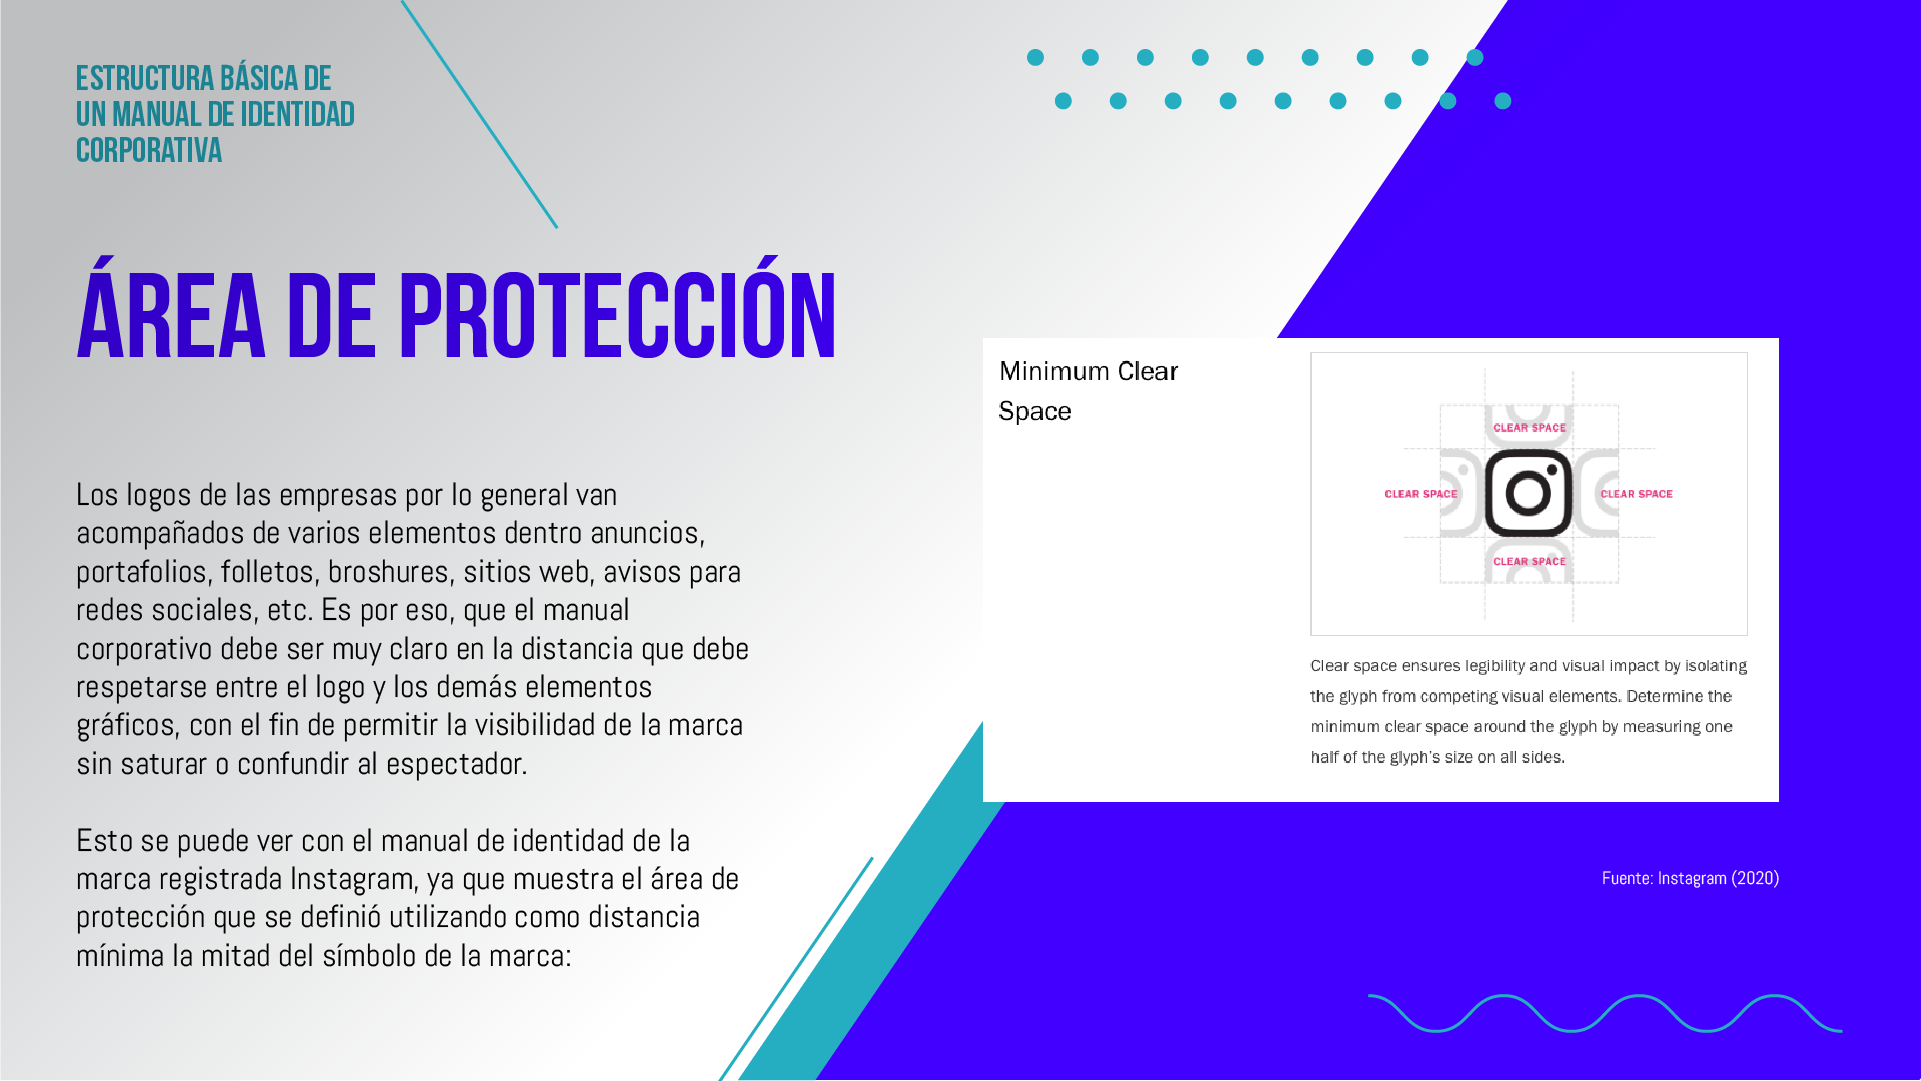 ESTRUCTURA BÁSICA DE
UN MANUAL DE IDENTIDAD
CORPORATIVA
ÁREA DE PROTECCIÓN
Los logos de las empresas por lo general van
acompañados de varios elementos dentro anuncios,
portafolios, folletos, broshures, sitios web, avisos para
redes sociales, etc. Es por eso, que el manual
corporativo debe ser muy claro en la distancia que debe
respetarse entre el logo y los demás elementos
gráficos, con el fin de permitir la visibilidad de la marca
sin saturar o confundir al espectador.
Esto se puede ver con el manual de identidad de la
marca registrada Instagram, ya que muestra el área de
protección que se definió utilizando como distancia
mínima la mitad del símbolo de la marca:
Minimum Clear
Space
CLEAR SPACE
CLEAR SPACE
CLEAR SPACE
CLEAR SPACE
Clear space ensures legibility and visual impact by isolating
the glyph from competing visual elements. Determine the
minimum clear space around the glyph by measuring one
half of the glyph's size on all sides.
Fuente: Instagram (2020)